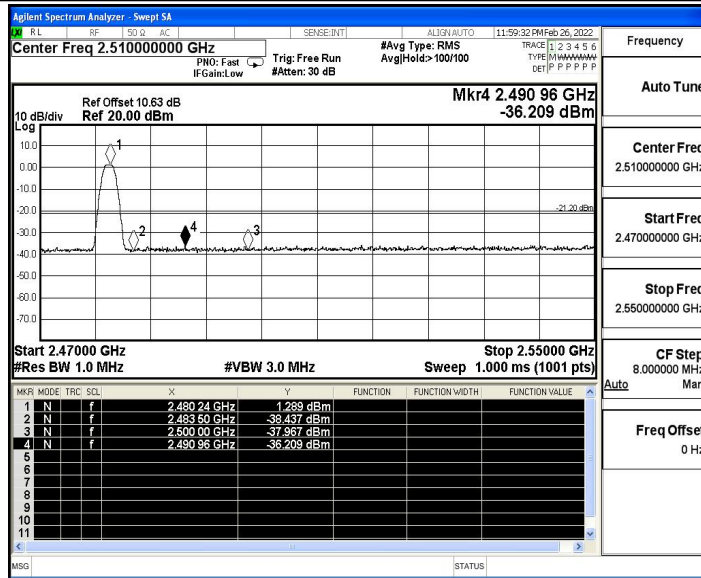 Agilent Spectrum Analyzer - Swept SA
LXI RL RF 50 Ω AC SENSE:INT ALIGN AUTO 11:59:32 PM Feb 26, 2022
Center Freq 2.510000000 GHz #Avg Type: RMS TRACE 1 2 3 4 5 6
PNO: Fast Trig: Free Run Avg|Hold:>100/100 TYPE MWWWWW
IFGain:Low #Atten: 30 dB DET P P P P P P
Mkr4 2.490 96 GHz
Ref Offset 10.63 dB
10 dB/div Ref 20.00 dBm -36.209 dBm
Log
1
10.0
0.00
-10.0
-20.0 -21.20 dBm
-30.0 2 4 3
-40.0
-50.0
-60.0
-70.0
Start 2.47000 GHz Stop 2.55000 GHz
#Res BW 1.0 MHz #VBW 3.0 MHz Sweep 1.000 ms (1001 pts)
MKR MODE TRC SCL X Y FUNCTION FUNCTION WIDTH FUNCTION VALUE
1 N f 2.480 24 GHz 1.289 dBm
2 N f 2.483 50 GHz -38.437 dBm
3 N f 2.500 00 GHz -37.967 dBm
4 N f 2.490 96 GHz -36.209 dBm
5
6
7
8
9
10
11
MSG STATUS
Frequency
Auto Tune
Center Freq
2.510000000 GHz
Start Freq
2.470000000 GHz
Stop Freq
2.550000000 GHz
CF Step
8.000000 MHz
Auto Man
Freq Offset
0 Hz